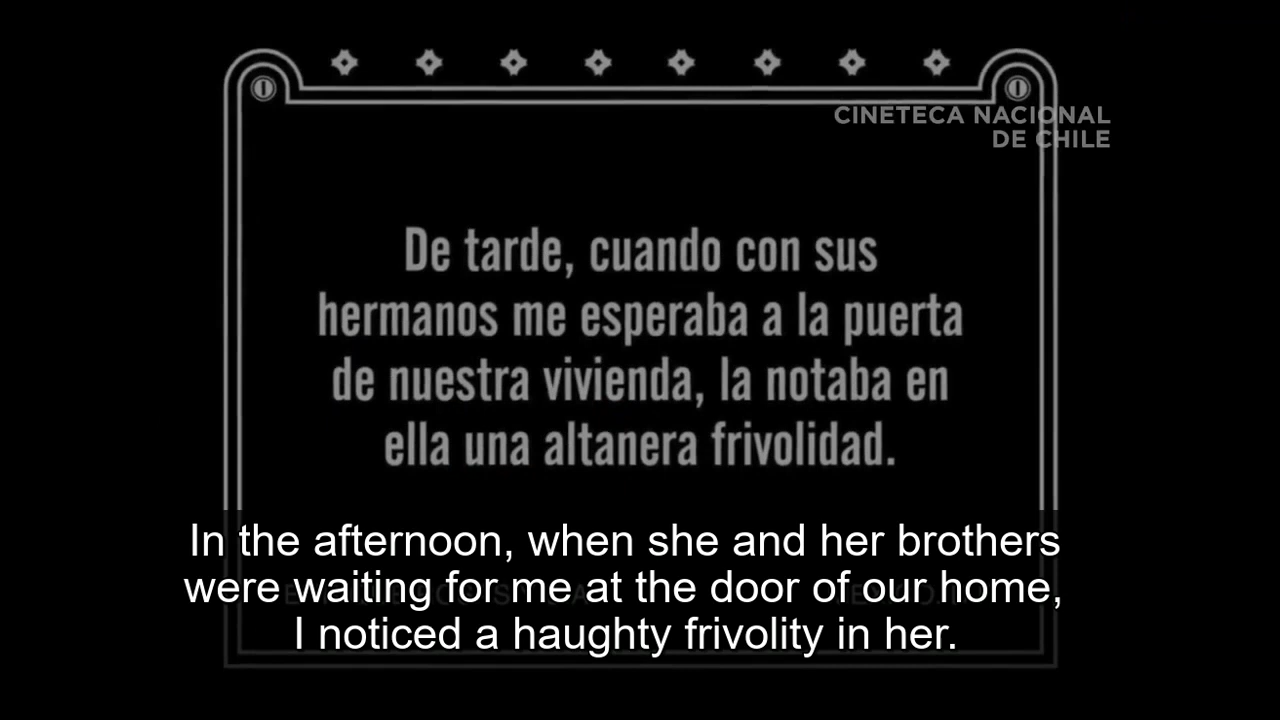 CINETECA NACIONAL
DE CHILE
De tarde, cuando con sus
hermanos me esperaba a la puerta
de nuestra vivienda, la notaba en
ella una altanera frivolidad.
In the afternoon, when she and her brothers
were waiting for me at the door of our home,
I noticed a haughty frivolity in her.